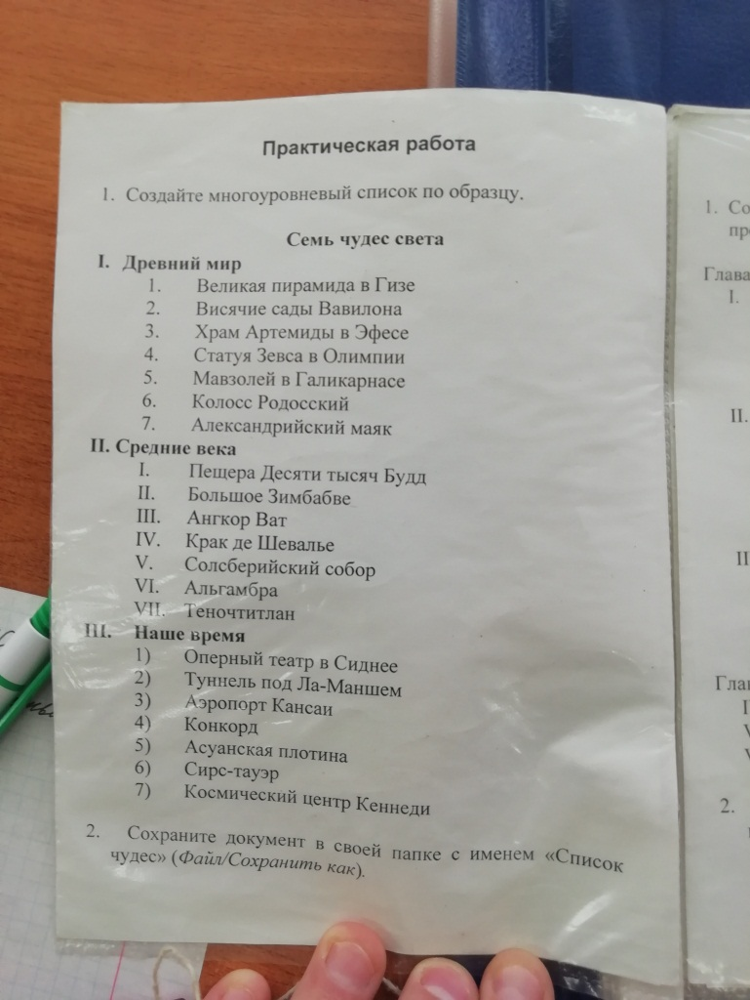 Практическая работа
1. Создайте многоуровневый список по образцу.
Семь чудес света
I. Древний мир
1. Великая пирамида в Гизе
2. Висячие сады Вавилона
3. Храм Артемиды в Эфесе
4. Статуя Зевса в Олимпии
5. Мавзолей в Галикарнасе
6. Колосс Родосский
7. Александрийский маяк
II. Средние века
I. Пещера Десяти тысяч Будд
II. Большое Зимбабве
III. Ангкор Ват
IV. Крак де Шевалье
V. Солсберийский собор
VI. Альгамбра
VII. Теночтитлан
III. Наше время
1) Оперный театр в Сиднее
2) Туннель под Ла-Маншем
3) Аэропорт Кансаи
4) Конкорд
5) Асуанская плотина
6) Сирс-тауэр
7) Космический центр Кеннеди
2. Сохраните документ в своей папке с именем «Список
чудес» (Файл/Сохранить как).
1. Со
пр
Глава
I.
II.
II
Гла
2.